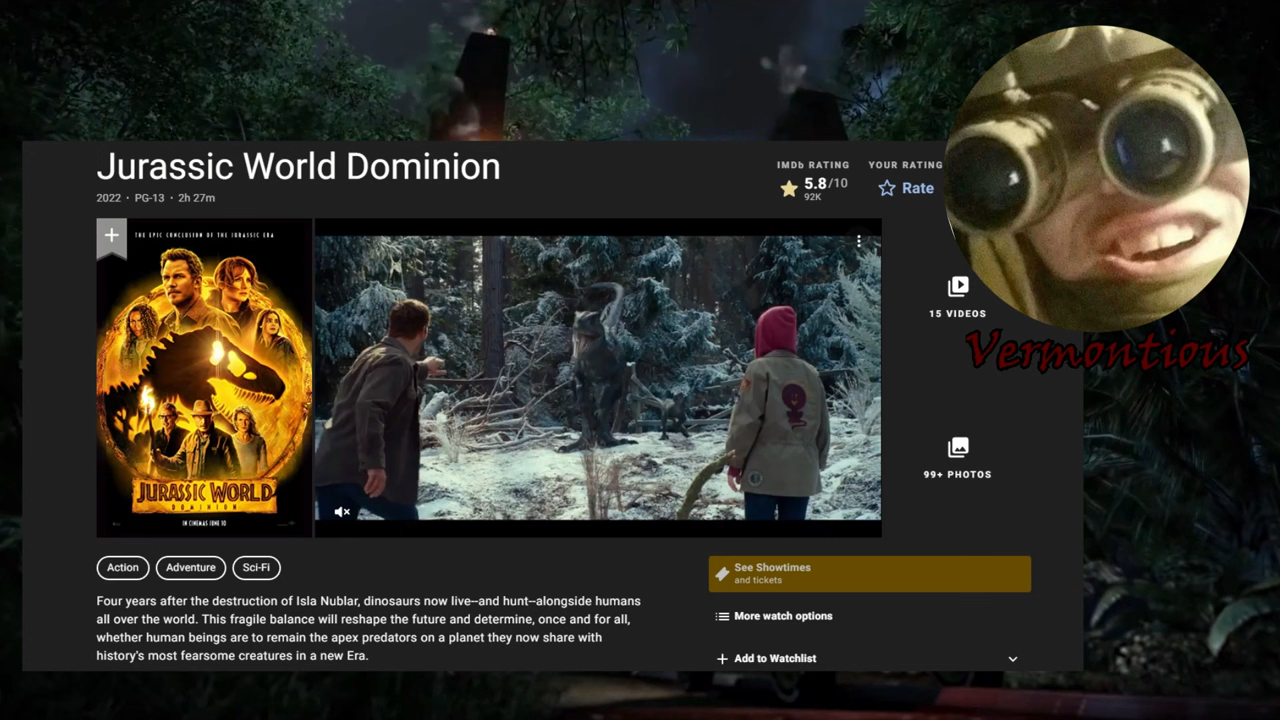 Jurassic World Dominion
2022 · PG-13 · 2h 27m
IMDb RATING
5.8/10
92K
YOUR RATING
Rate
THE EPIC CONCLUSION OF THE JURASSIC ERA
JURASSIC WORLD
DOMINION
IN CINEMAS JUNE 10
15 VIDEOS
Vermontious
99+ PHOTOS
Action
Adventure
Sci-Fi
Four years after the destruction of Isla Nublar, dinosaurs now live--and hunt--alongside humans
all over the world. This fragile balance will reshape the future and determine, once and for all,
whether human beings are to remain the apex predators on a planet they now share with
history's most fearsome creatures in a new Era.
See Showtimes
and tickets
More watch options
Add to Watchlist